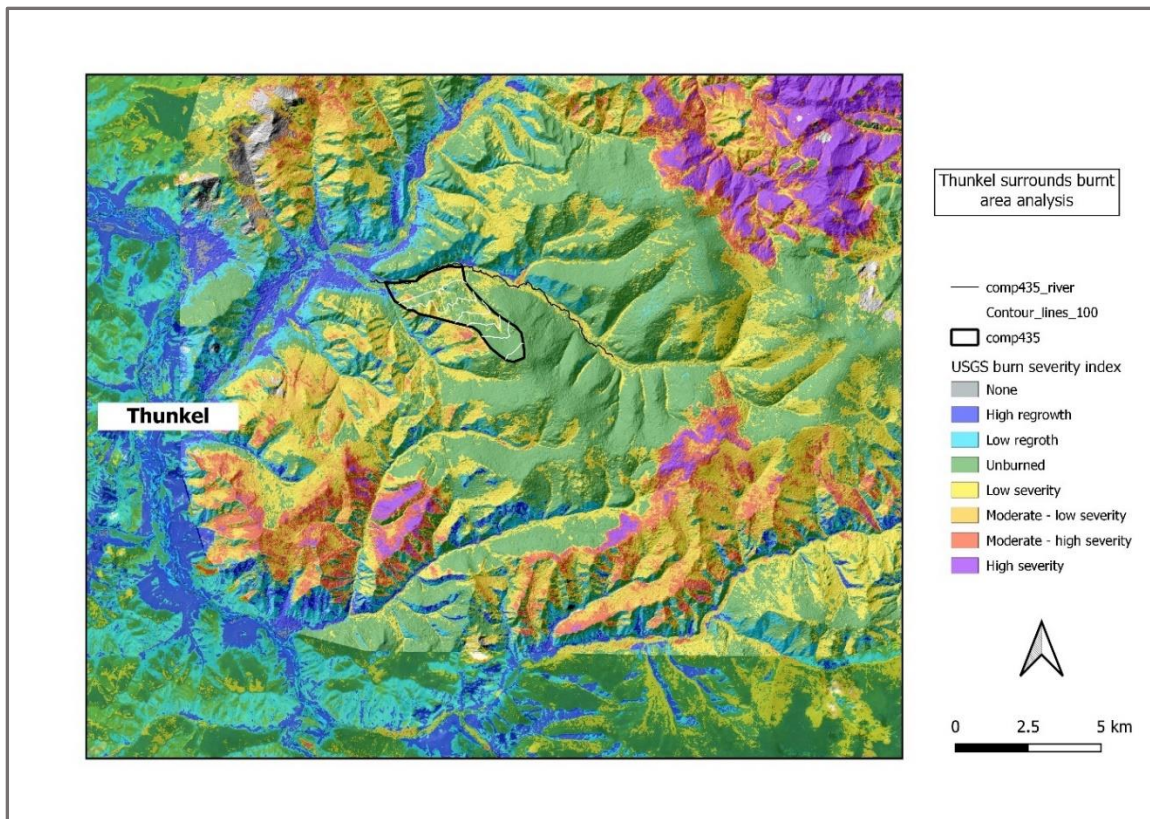 Thunkel surrounds burnt
area analysis
comp435_river
Contour_lines_100
comp435
USGS burn severity index
None
High regrowth
Low regroth
Unburned
Low severity
Moderate - low severity
Moderate - high severity
High severity
Thunkel
0 2.5 5 km